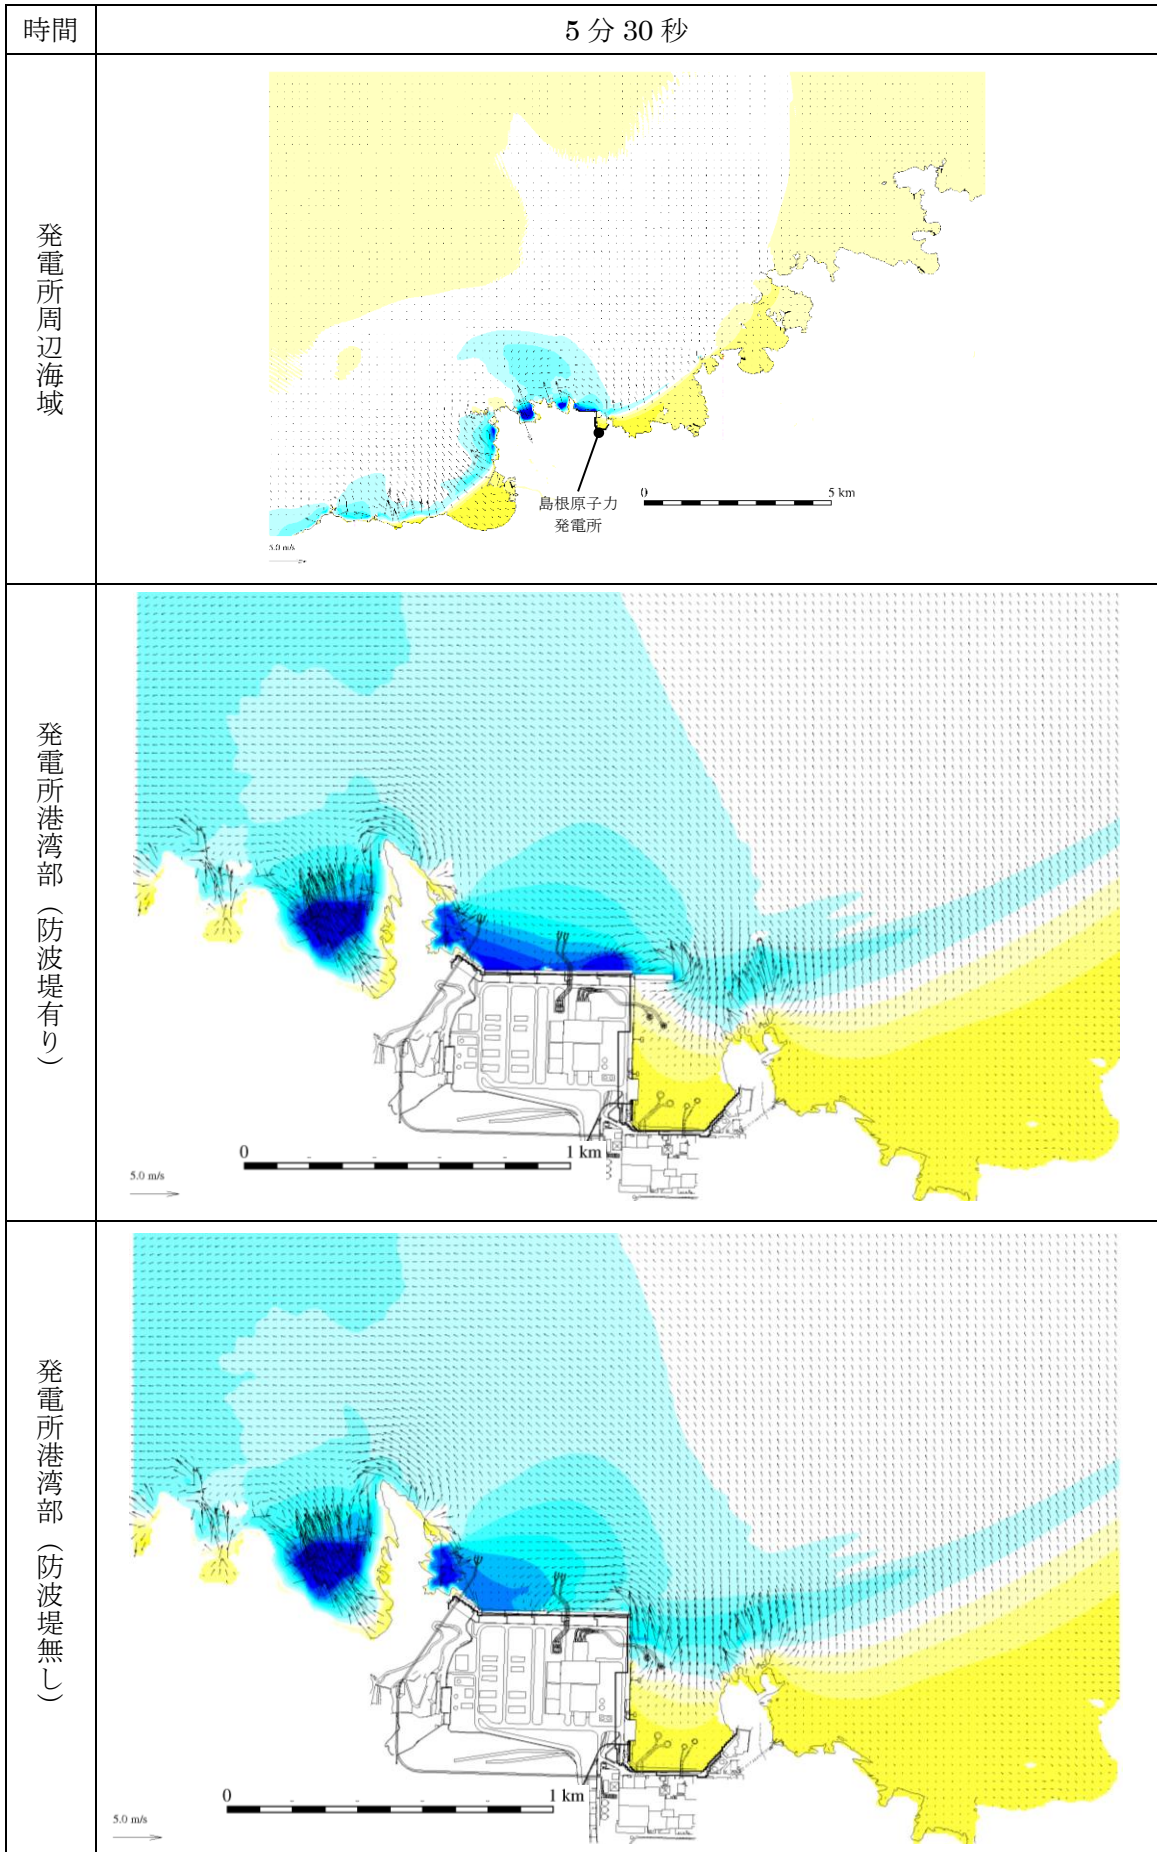 時間
5分30秒
発電所周辺海域
島根原子力
発電所
0
5 km
5.0 m/s
発電所港湾部（防波堤有り）
0
1 km
5.0 m/s
発電所港湾部（防波堤無し）
0
1 km
5.0 m/s